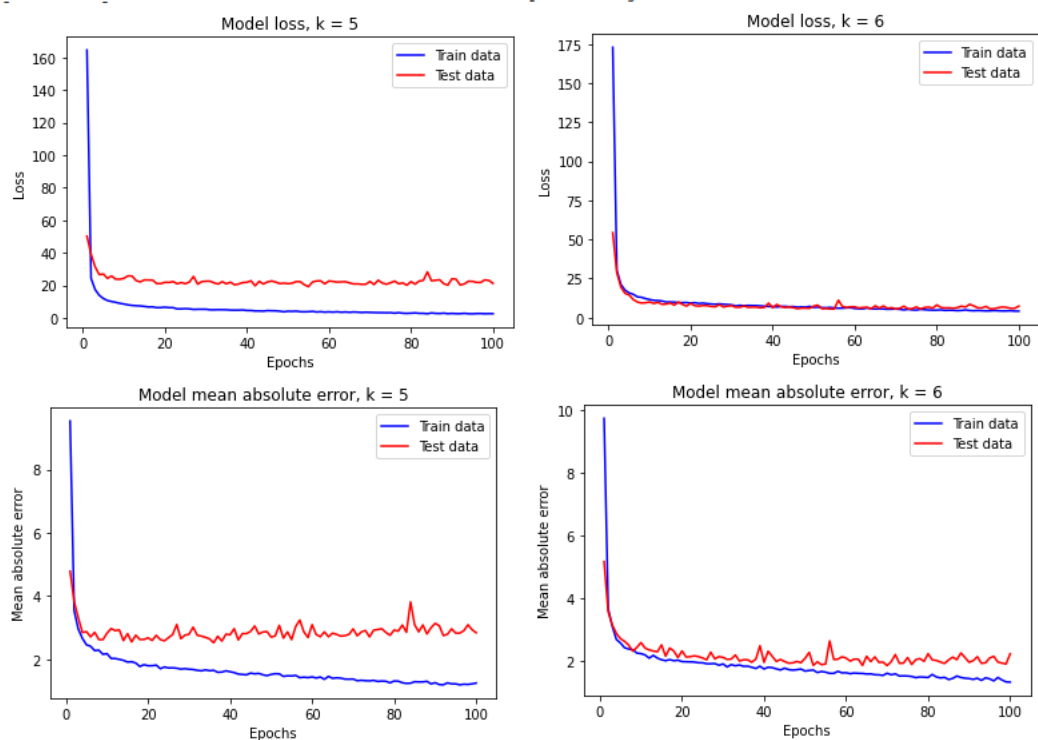 Model loss, k = 5
160
140
120
100
80
60
40
20
0
Loss
Train data
Test data
0 20 40 60 80 100
Epochs
Model loss, k = 6
175
150
125
100
75
50
25
0
Loss
Train data
Test data
0 20 40 60 80 100
Epochs
Model mean absolute error, k = 5
8
6
4
2
Mean absolute error
Train data
Test data
0 20 40 60 80 100
Epochs
Model mean absolute error, k = 6
10
8
6
4
2
Mean absolute error
Train data
Test data
0 20 40 60 80 100
Epochs